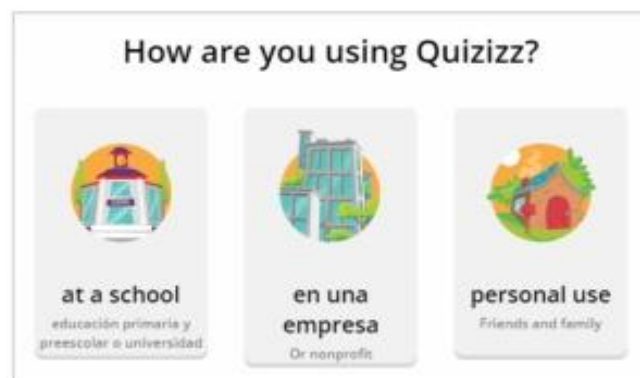 How are you using Quizizz?
at a school
educación primaria y
preescolar o universidad
en una
empresa
Or nonprofit
personal use
Friends and family